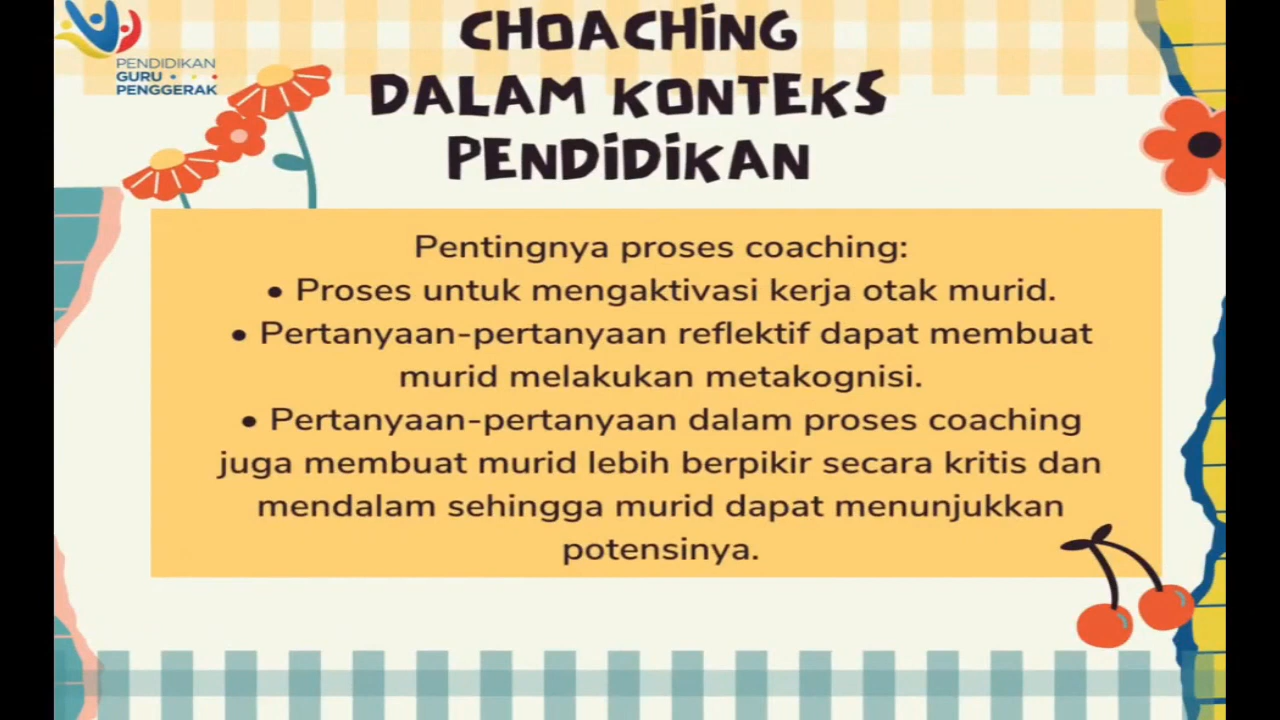 PENDIDIKAN
GURU
PENGGERAK
CHOACHiNG
DALAM KONTEKS
PENDiDiKAN
Pentingnya proses coaching:
• Proses untuk mengaktivasi kerja otak murid.
• Pertanyaan-pertanyaan reflektif dapat membuat
murid melakukan metakognisi.
• Pertanyaan-pertanyaan dalam proses coaching
juga membuat murid lebih berpikir secara kritis dan
mendalam sehingga murid dapat menunjukkan
potensinya.